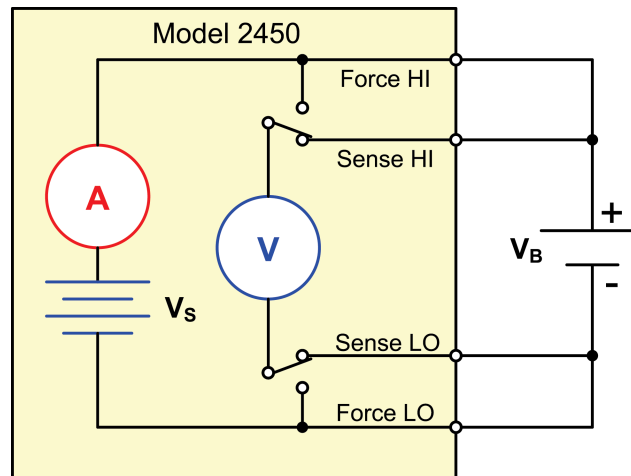 Model 2450
Force HI
Sense HI
A
V
VS
VB
+
-
Sense LO
Force LO